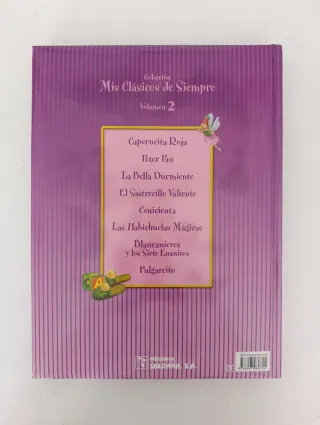 Colección
Mis Clásicos de Siempre
Volumen 2
Caperucita Roja
Peter Pan
La Bella Durmiente
El Sastrecillo Valiente
Cenicienta
Las Habichuelas Mágicas
Blancanieves
y los Siete Enanitos
Pulgarcito
SALDAÑA, S.A.